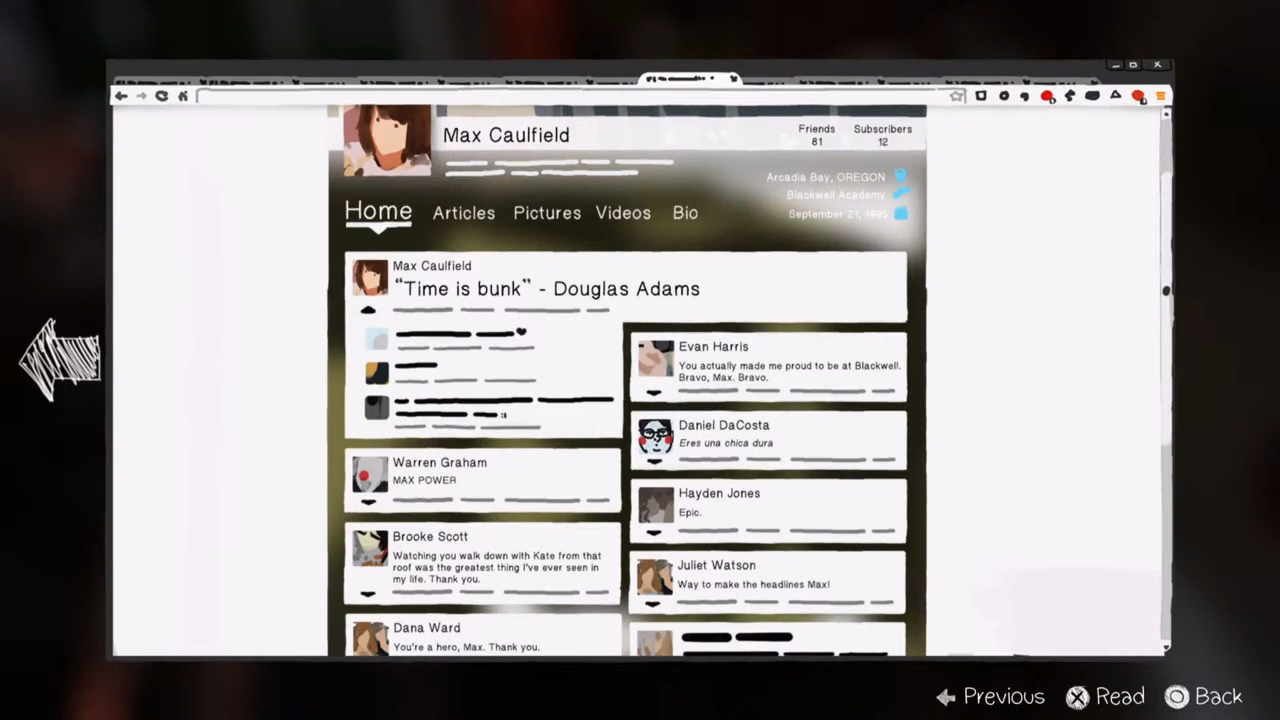 Max Caulfield
Friends
81
Subscribers
12
Arcadia Bay, OREGON
Blackwell Academy
September 21, 1995
Home Articles Pictures Videos Bio
Max Caulfield
“Time is bunk” - Douglas Adams
Warren Graham
MAX POWER
Brooke Scott
Watching you walk down with Kate from that
roof was the greatest thing I've ever seen in
my life. Thank you.
Dana Ward
You're a hero, Max. Thank you.
Evan Harris
You actually made me proud to be at Blackwell.
Bravo, Max. Bravo.
Daniel DaCosta
Eres una chica dura
Hayden Jones
Epic.
Juliet Watson
Way to make the headlines Max!
Previous Read Back